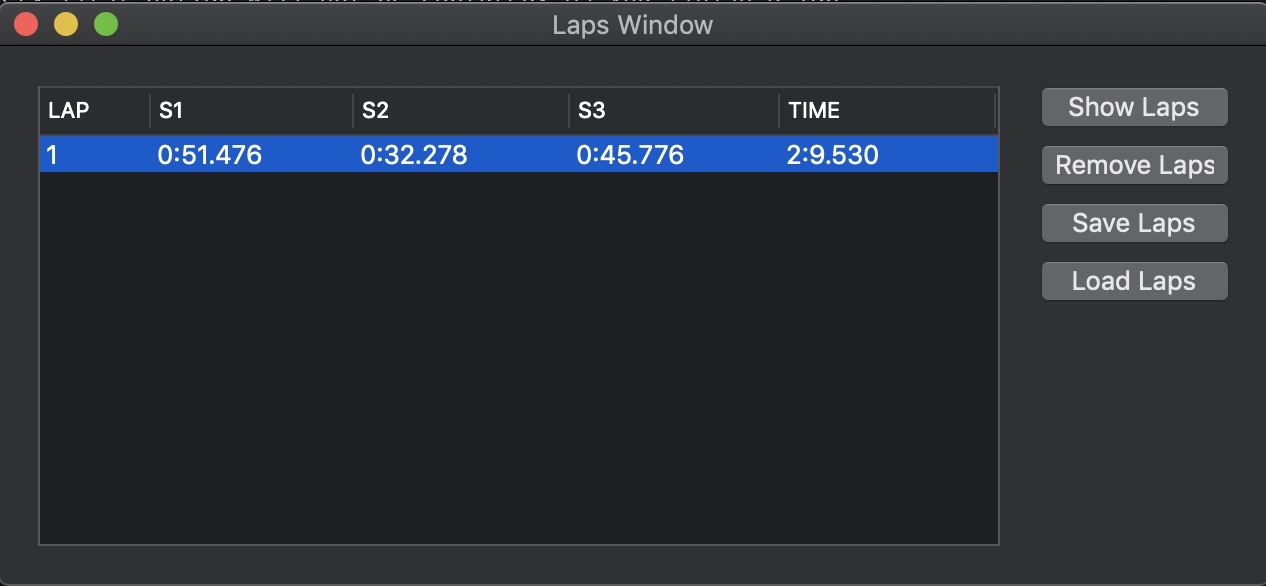 Laps Window
LAP S1 S2 S3 TIME
1 0:51.476 0:32.278 0:45.776 2:9.530
Show Laps
Remove Laps
Save Laps
Load Laps